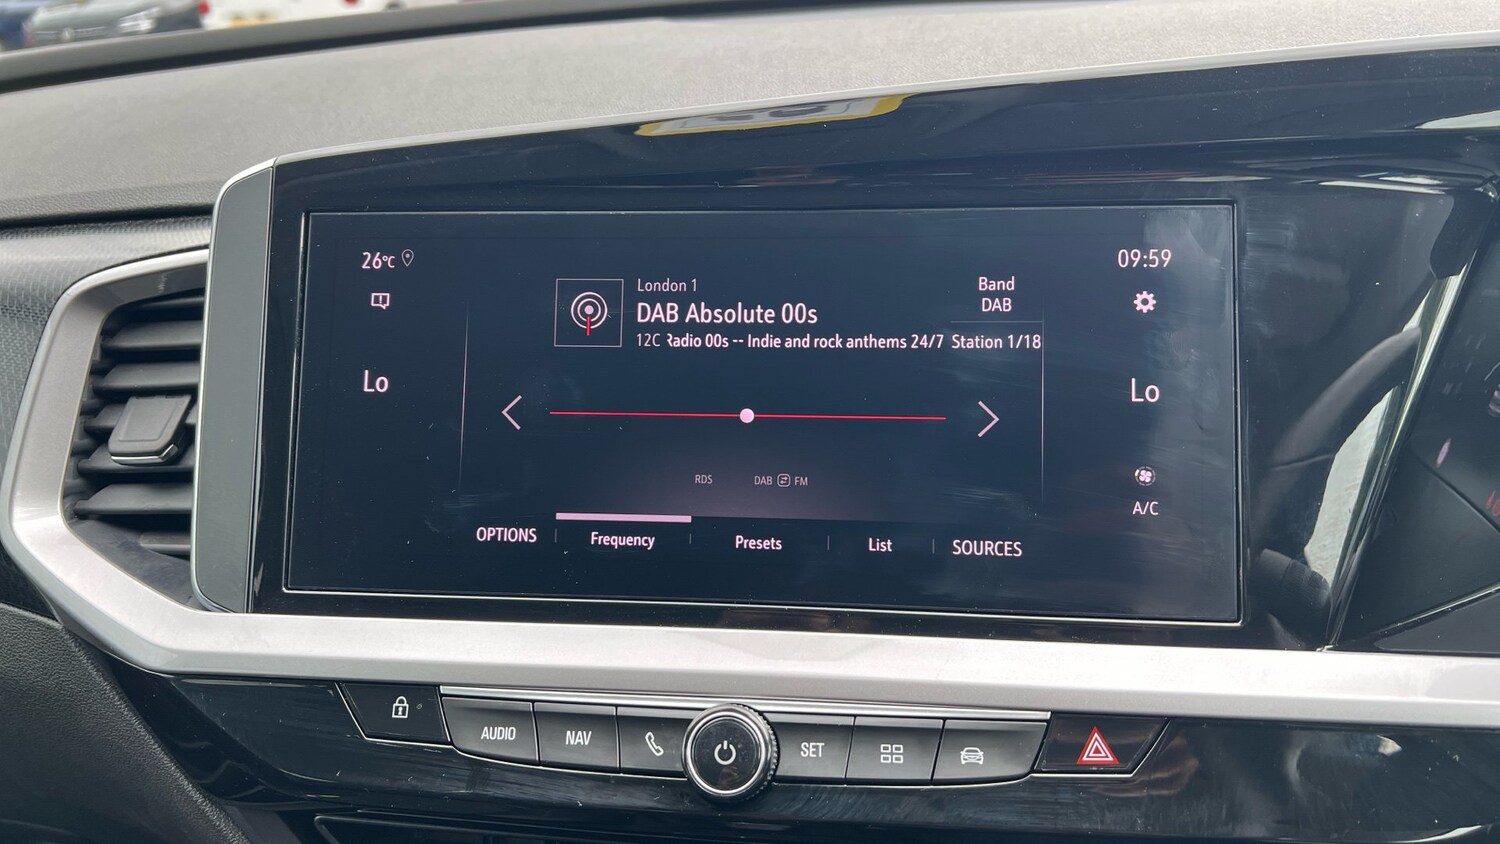 26°C
09:59
London 1
Band
DAB Absolute 00s
DAB
12C Radio 00s -- Indie and rock anthems 24/7 Station 1/18
Lo
Lo
RDS
DAB FM
A/C
OPTIONS Frequency Presets List SOURCES
AUDIO NAV SET